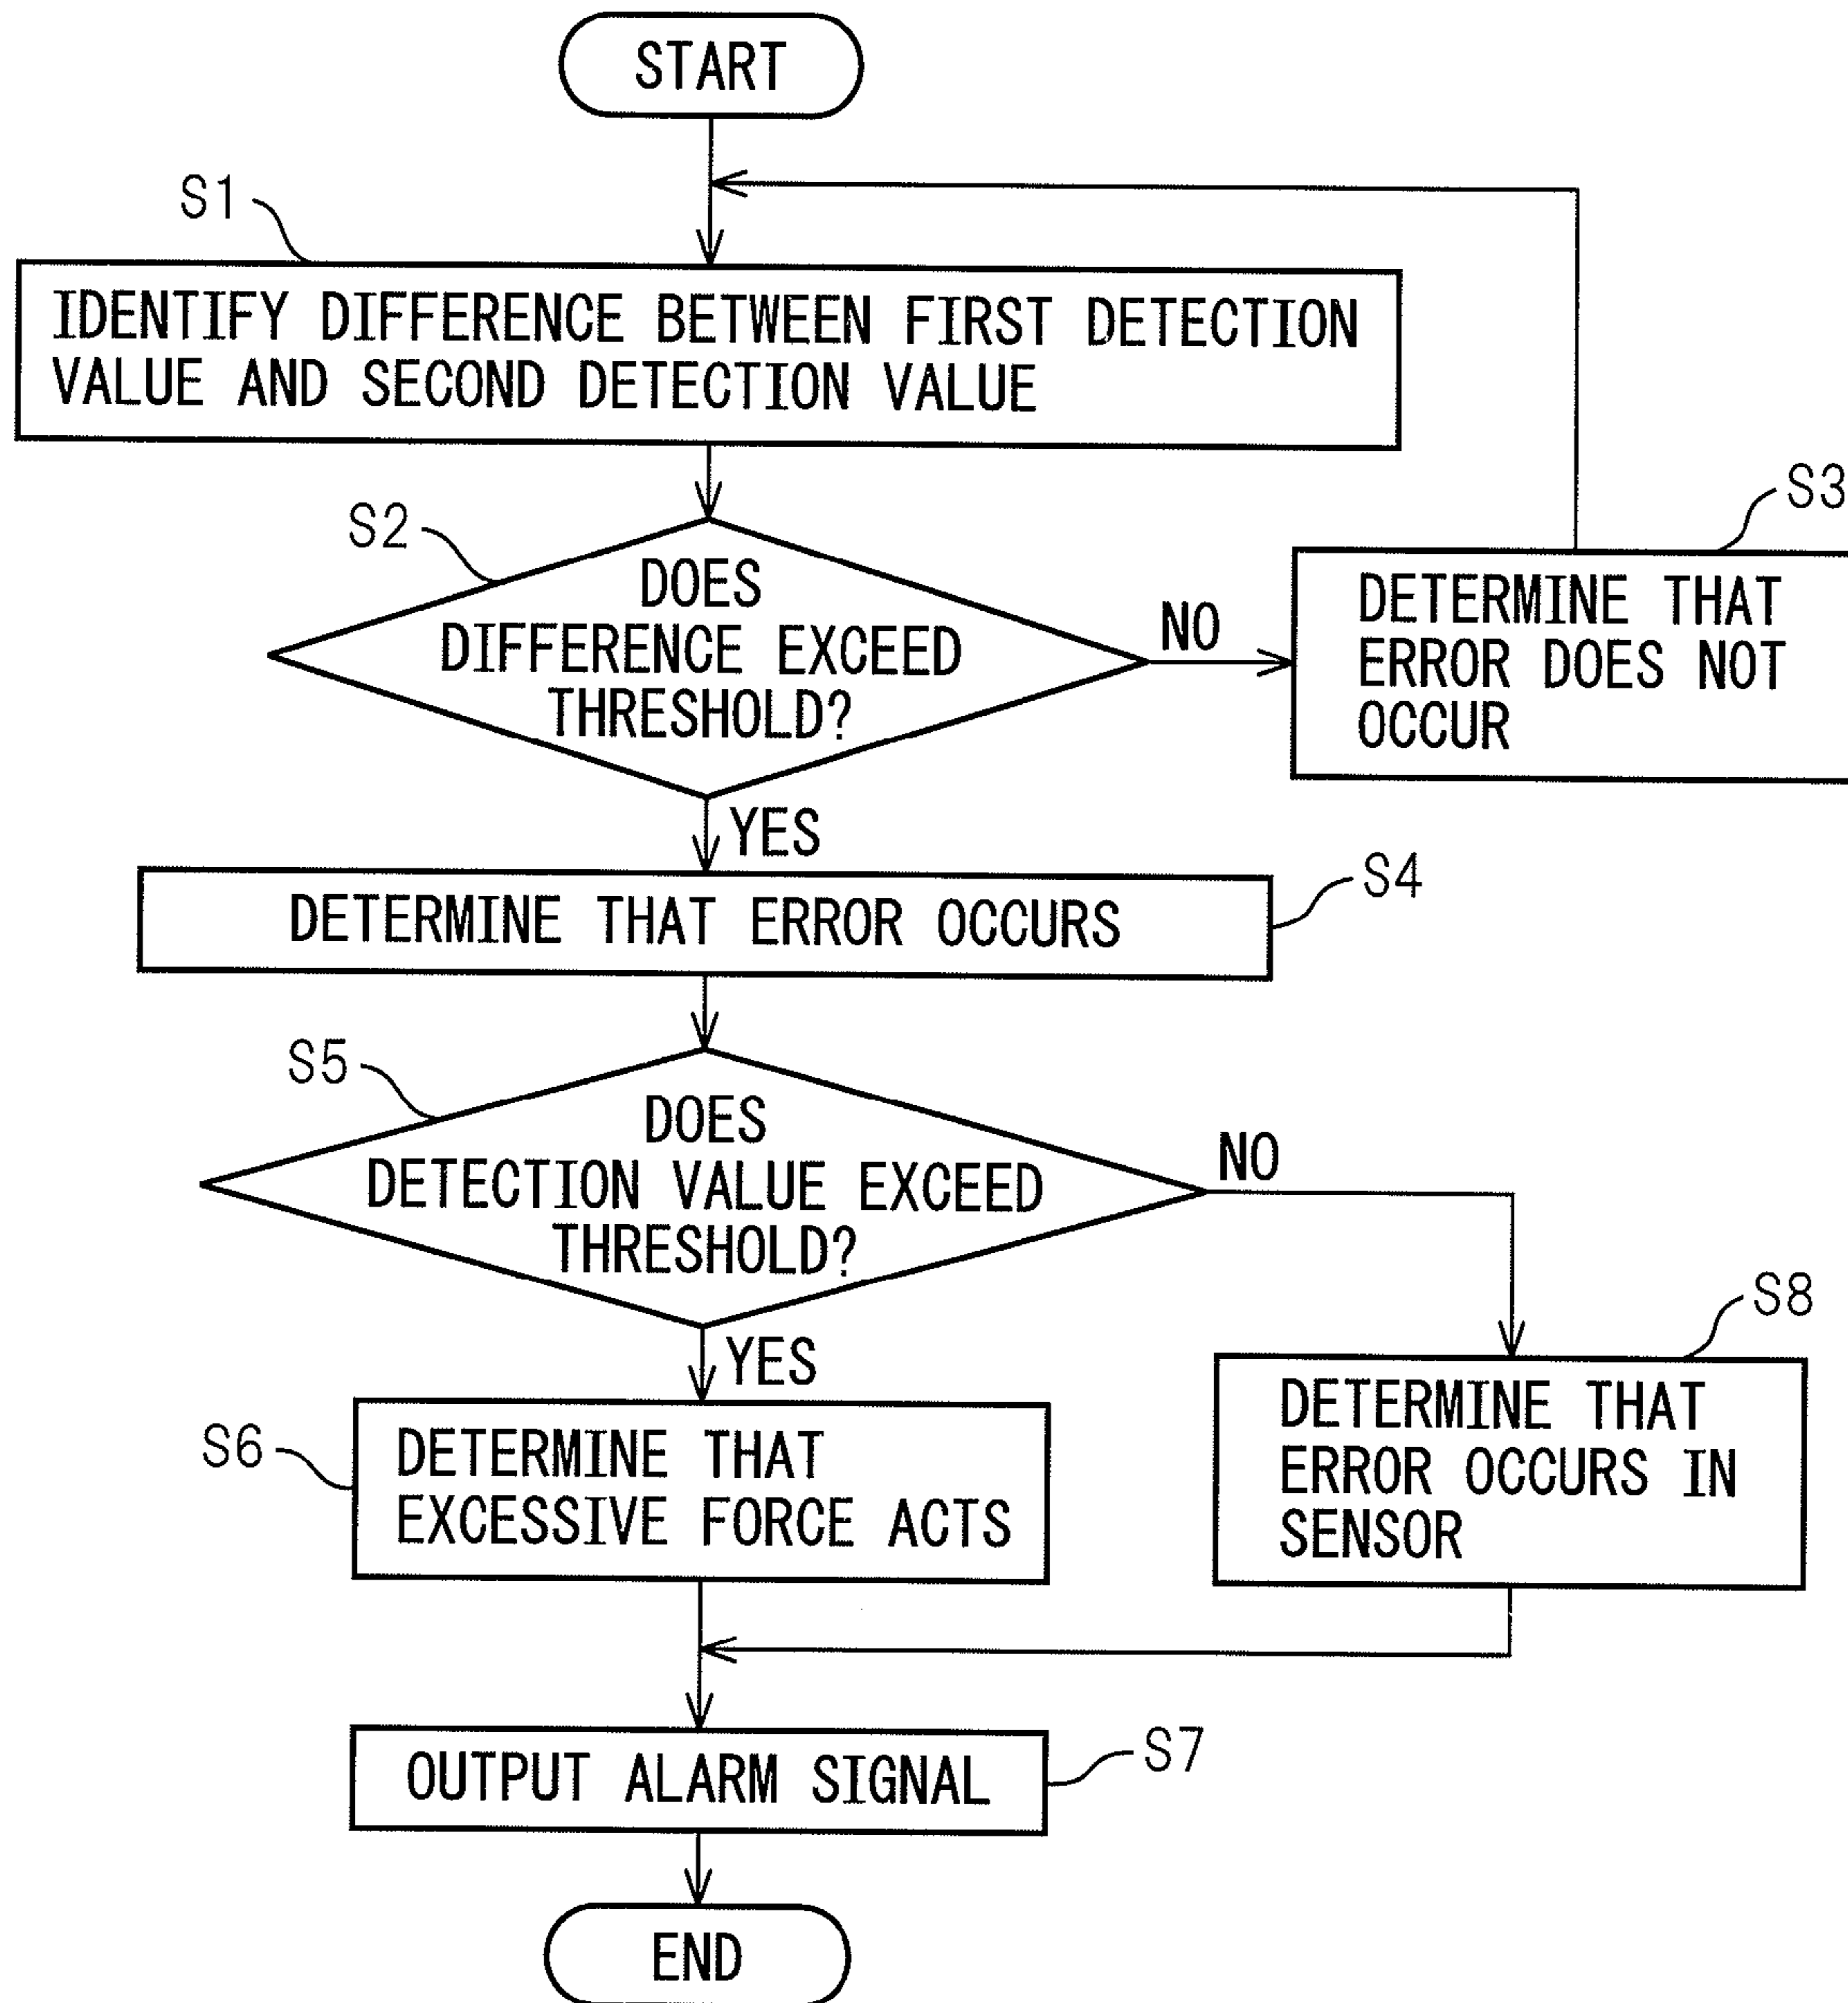 START
S1
IDENTIFY DIFFERENCE BETWEEN FIRST DETECTION
VALUE AND SECOND DETECTION VALUE
S2
DOES
DIFFERENCE EXCEED
THRESHOLD?
NO
S3
DETERMINE THAT
ERROR DOES NOT
OCCUR
YES
DETERMINE THAT ERROR OCCURS
S4
S5
DOES
DETECTION VALUE EXCEED
THRESHOLD?
NO
YES
S6
DETERMINE THAT
EXCESSIVE FORCE ACTS
S8
DETERMINE THAT
ERROR OCCURS IN
SENSOR
OUTPUT ALARM SIGNAL
S7
END